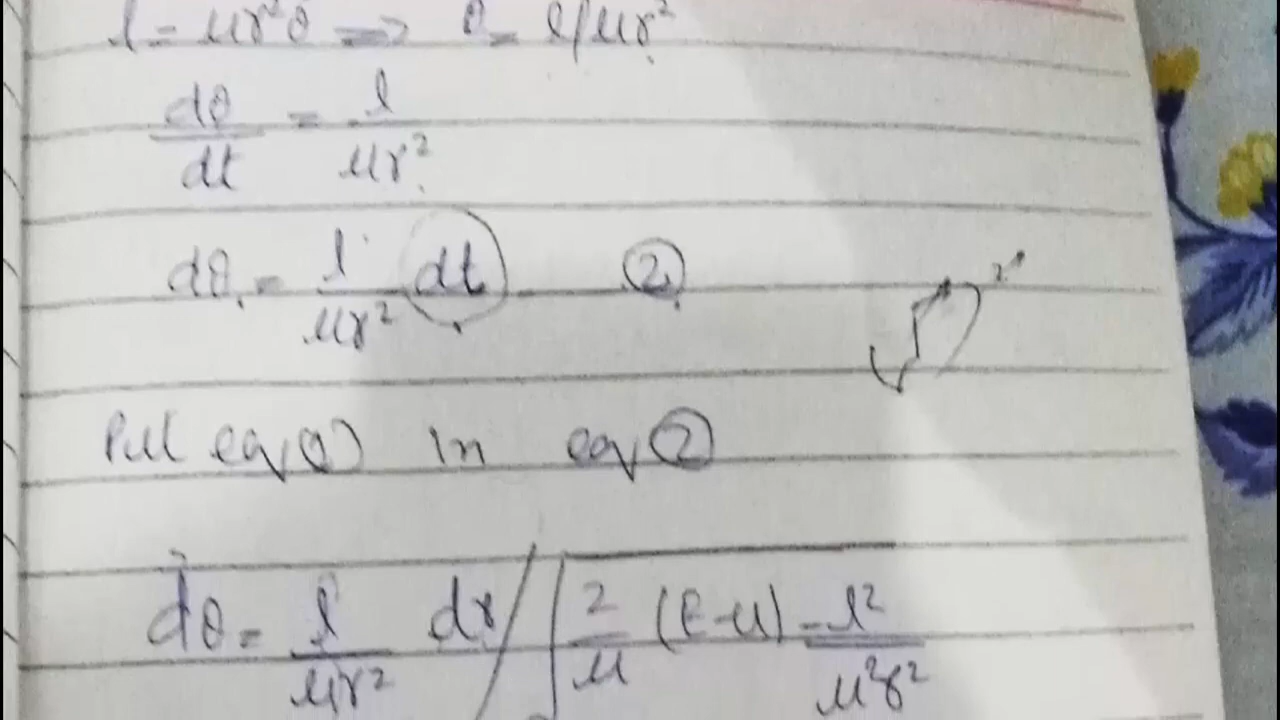 l = μr²θ̇ => θ̇ = l/μr²
dθ/dt = l/μr²
dθ = l/μr² dt ②
Put eq ① in eq ②
dθ = l/μr² dr/√(2/μ (E-U) - l²/μ²r²)